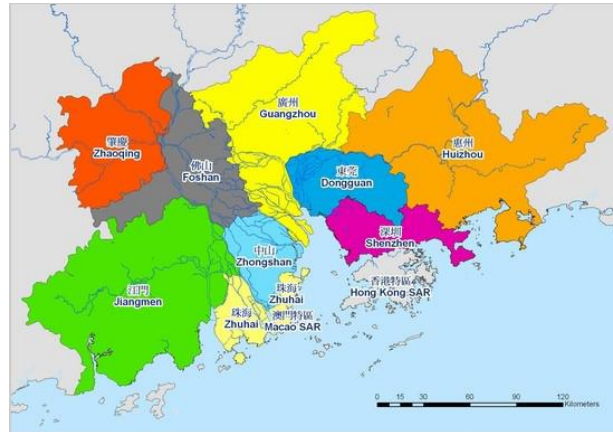 廣州
Guangzhou
肇慶
Zhaoqing
惠州
Huizhou
佛山
Foshan
東莞
Dongguan
深圳
Shenzhen
中山
Zhongshan
江門
Jiangmen
珠海
Zhuhai
香港特區
Hong Kong SAR
珠海
Zhuhai
澳門特區
Macao SAR
0 15 30 60 90 120
Kilometers